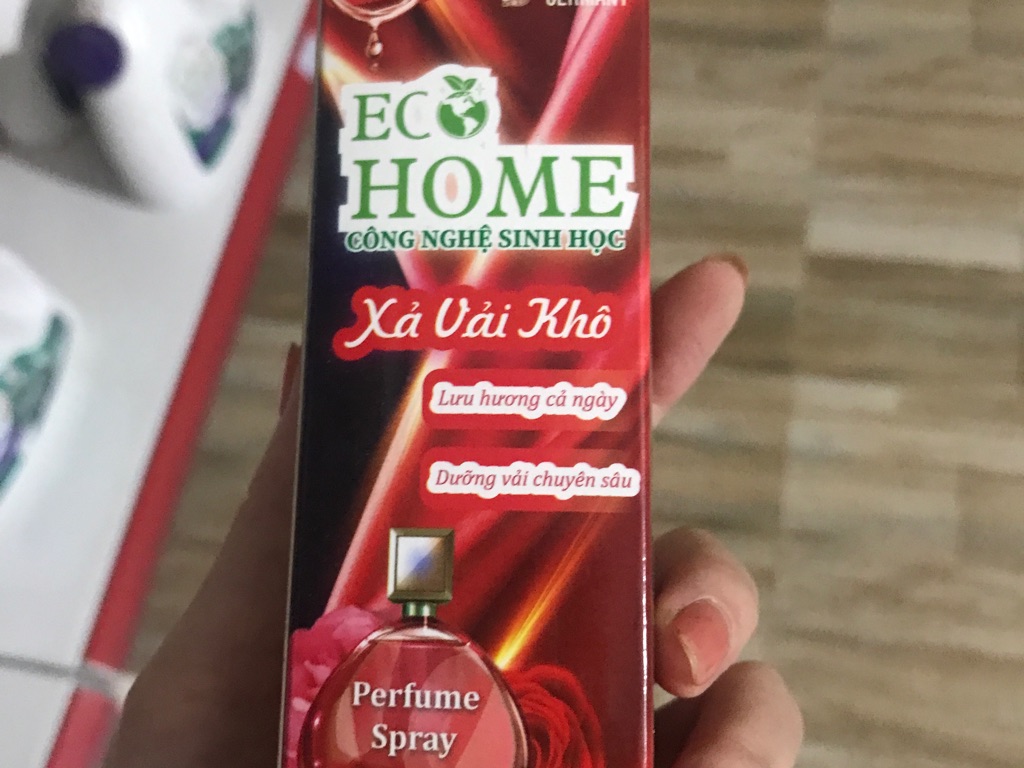 GERMANY
ECO
HOME
CÔNG NGHỆ SINH HỌC
Xả Vải Khô
Lưu hương cả ngày
Dưỡng vải chuyên sâu
Perfume
Spray